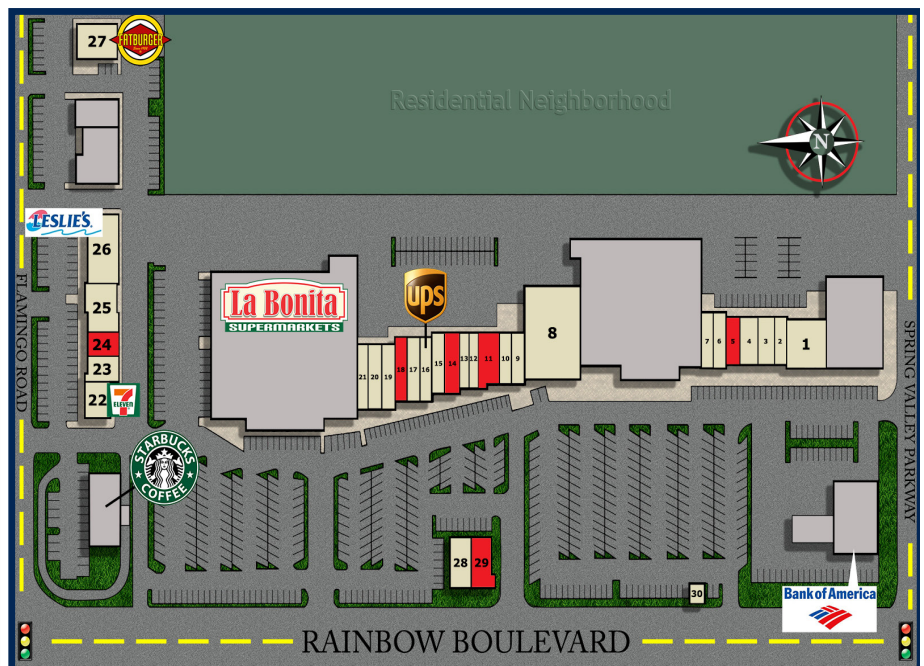 27
FATBURGER
Residential Neighborhood
N
LESLIE'S.
26
25
24
23
22
7
ELEVEN
FLAMINGO ROAD
La Bonita
SUPERMARKETS
ups
21
20
19
18
17
16
15
14
13
12
11
10
9
8
7
6
5
4
3
2
1
SPRING VALLEY PARKWAY
STARBUCKS
COFFEE
28
29
30
Bank of America
RAINBOW BOULEVARD